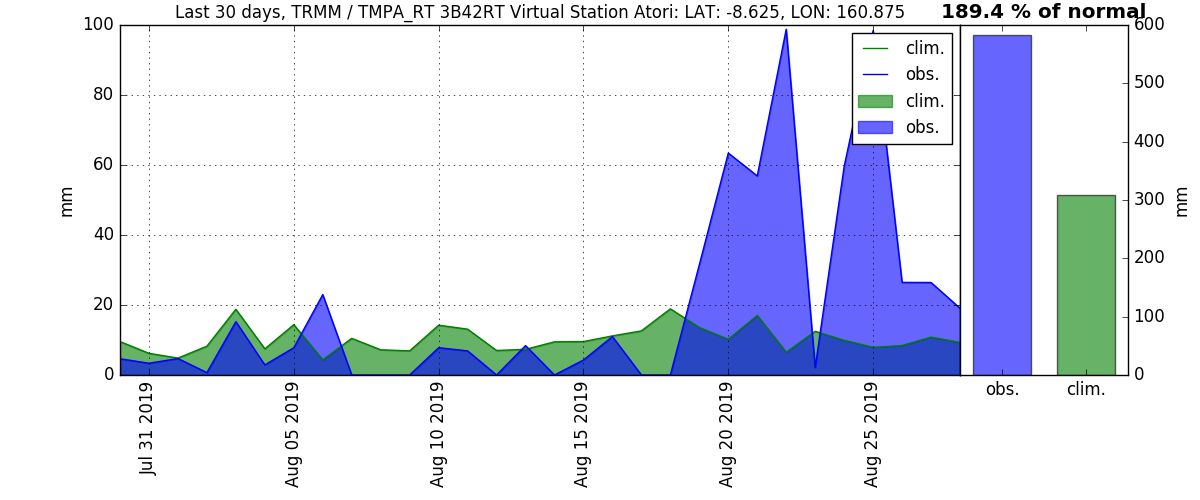 Last 30 days, TRMM / TMPA_RT 3B42RT Virtual Station Atori: LAT: -8.625, LON: 160.875
189.4 % of normal
100
80
60
40
20
0
mm
clim.
obs.
clim.
obs.
600
500
400
300
200
100
0
mm
Jul 31 2019
Aug 05 2019
Aug 10 2019
Aug 15 2019
Aug 20 2019
Aug 25 2019
obs.
clim.